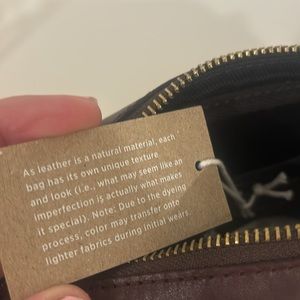 As leather is a natural material, each
bag has its own unique texture
and look (i.e., what may seem like an
imperfection is actually what makes
it special). Note: Due to the dyeing
process, color may transfer onto
lighter fabrics during initial wears.